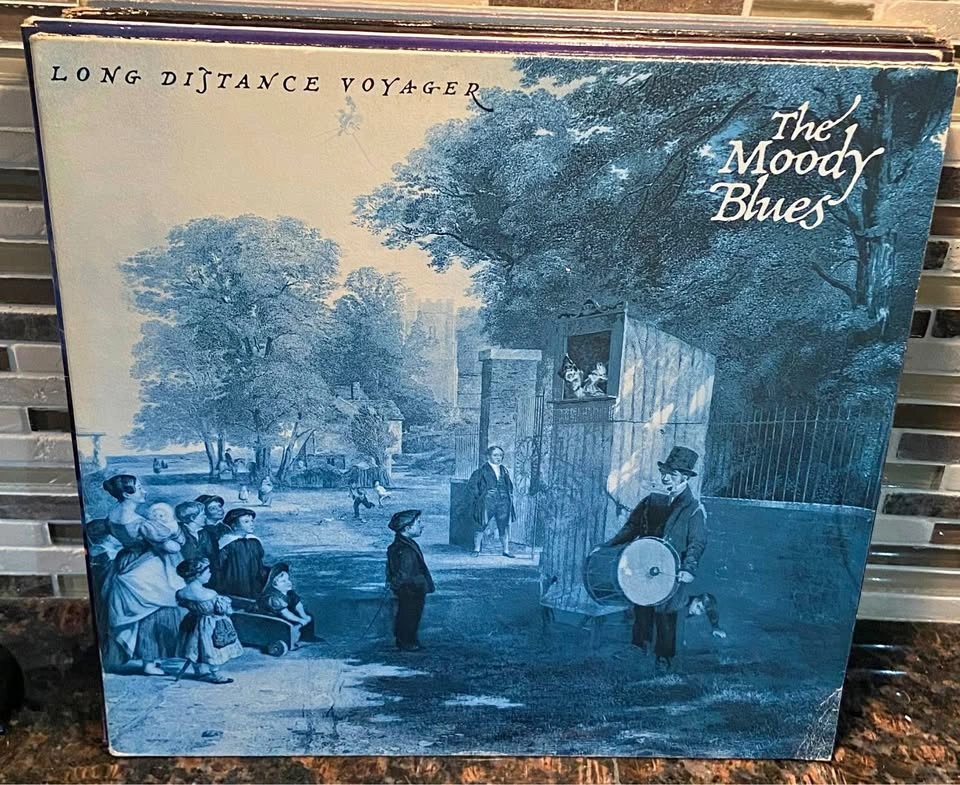 LONG DISTANCE VOYAGER
The
Moody
Blues